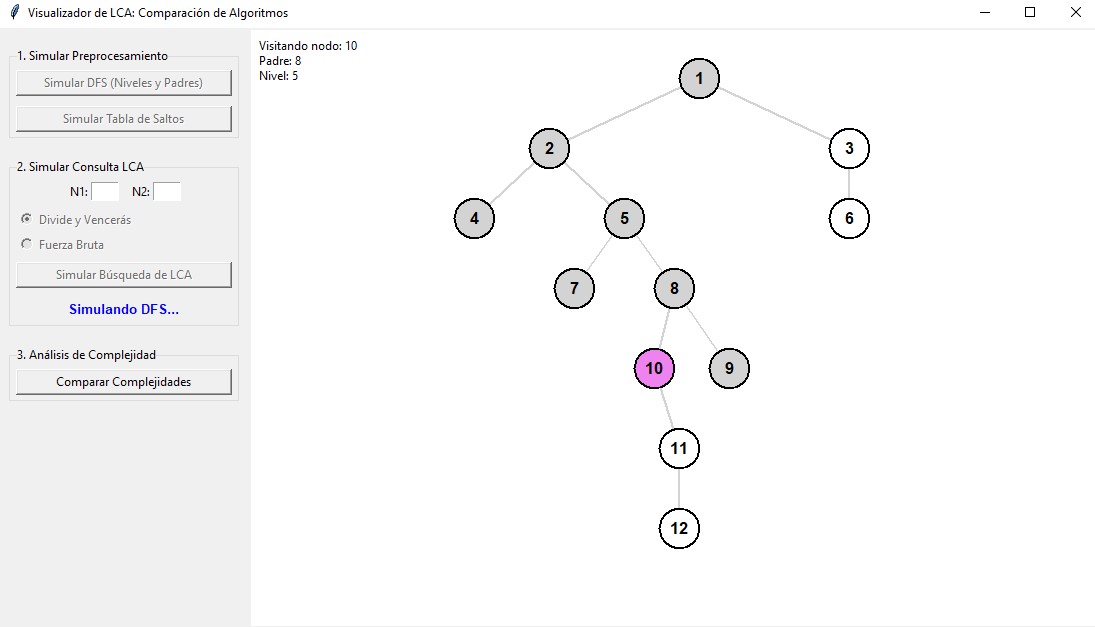 Visualizador de LCA: Comparación de Algoritmos
1. Simular Preprocesamiento
Simular DFS (Niveles y Padres)
Simular Tabla de Saltos
2. Simular Consulta LCA
N1: N2:
Divide y Vencerás
Fuerza Bruta
Simular Búsqueda de LCA
Simulando DFS...
3. Análisis de Complejidad
Comparar Complejidades
Visitando nodo: 10
Padre: 8
Nivel: 5
1
2 3
4 5 6
7 8
10 9
11
12